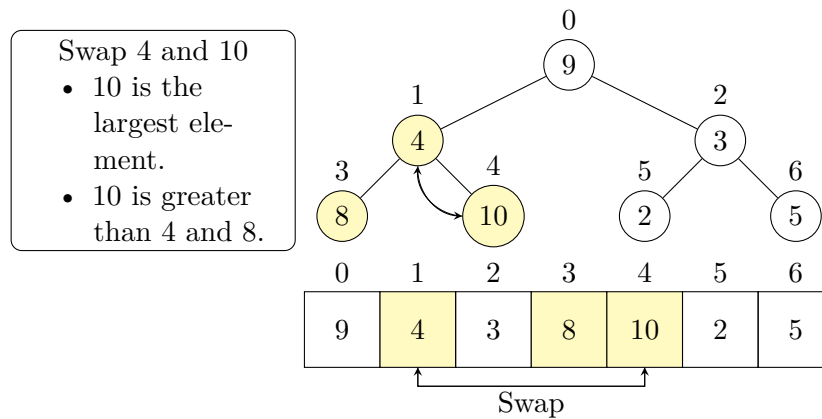 Swap 4 and 10
• 10 is the
largest ele-
ment.
• 10 is greater
than 4 and 8.
0
9
1
2
4
3
3
4
5
6
8
10
2
5
0 1 2 3 4 5 6
9 4 3 8 10 2 5
Swap